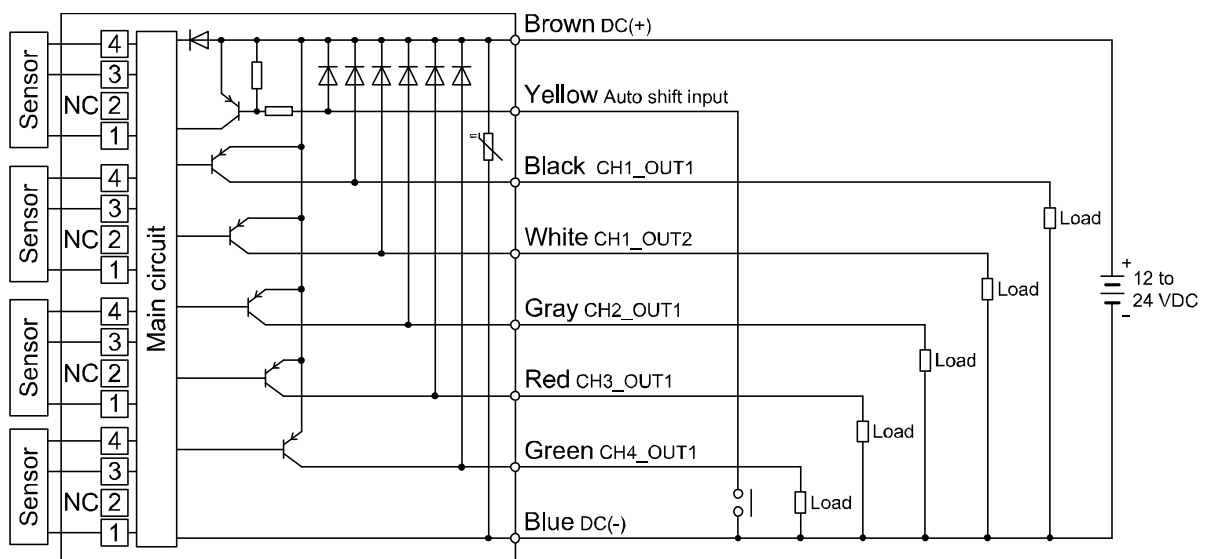 Brown DC(+)
Yellow Auto shift input
Black CH1_OUT1
White CH1_OUT2
Gray CH2_OUT1
Red CH3_OUT1
Green CH4_OUT1
Blue DC(-)
Sensor
4
3
NC 2
1
Sensor
4
3
NC 2
1
Sensor
4
3
NC 2
1
Sensor
4
3
NC 2
1
Main circuit
Load
Load
Load
Load
Load
+
12 to
24 VDC
-